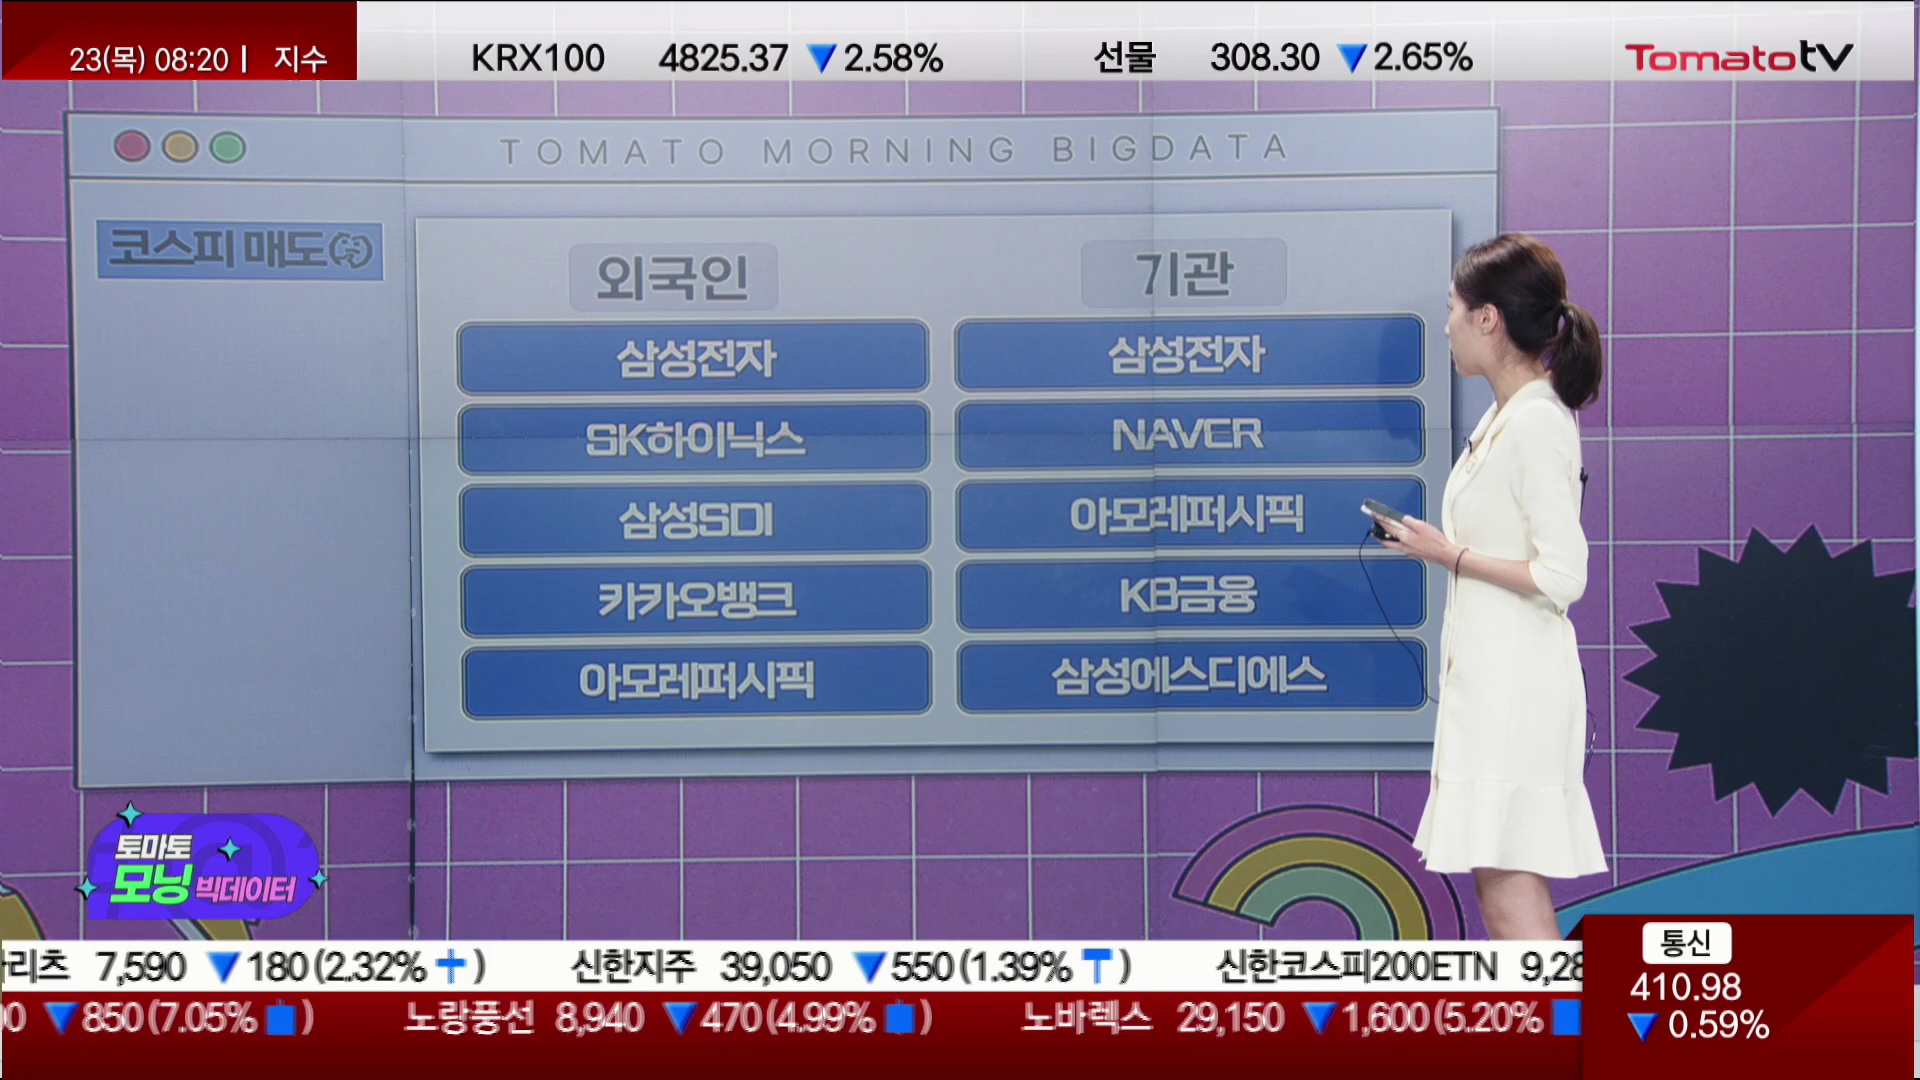 23(목) 08:20 | 지수
KRX100 4825.37 ▼2.58%
선물 308.30 ▼2.65%
Tomatotv
TOMATO MORNING BIGDATA
코스피 매도
외국인
삼성전자
SK하이닉스
삼성SDI
카카오뱅크
아모레퍼시픽
기관
삼성전자
NAVER
아모레퍼시픽
KB금융
삼성에스디에스
토마토
모닝 빅데이터
리츠 7,590 ▼180(2.32%) 신한지주 39,050 ▼550(1.39%) 신한코스피200ETN 9,28
▼850(7.05%) 노랑풍선 8,940 ▼470(4.99%) 노바렉스 29,150 ▼1,600(5.20%
통신
410.98
▼ 0.59%